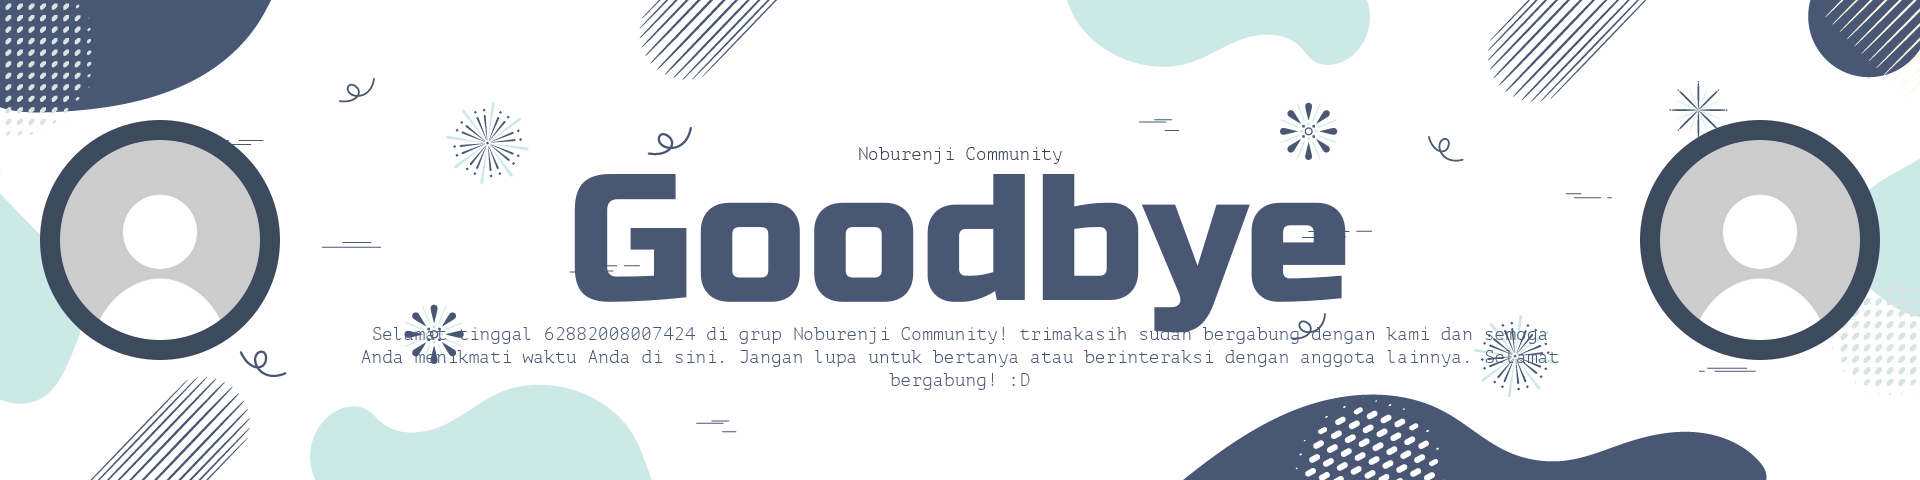 Noburenji Community
Goodbye
Selamat tinggal 62882008007424 di grup Noburenji Community! trimakasih sudah bergabung dengan kami dan semoga
Anda menikmati waktu Anda di sini. Jangan lupa untuk bertanya atau berinteraksi dengan anggota lainnya. Selamat
bergabung! :D